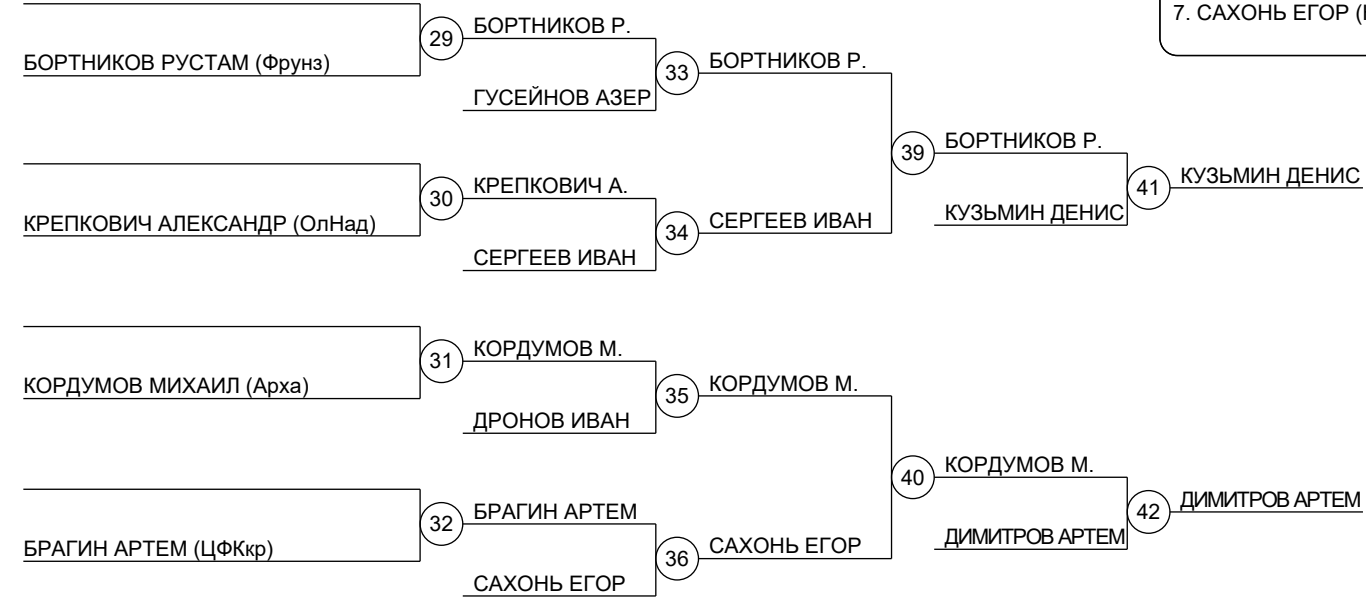 7. САХОНЬ ЕГОР (
БОРТНИКОВ РУСТАМ (Фрунз)
29
БОРТНИКОВ Р.
ГУСЕЙНОВ АЗЕР
33
БОРТНИКОВ Р.
КРЕПКОВИЧ АЛЕКСАНДР (ОлНад)
30
КРЕПКОВИЧ А.
СЕРГЕЕВ ИВАН
34
СЕРГЕЕВ ИВАН
39
БОРТНИКОВ Р.
КУЗЬМИН ДЕНИС
41
КУЗЬМИН ДЕНИС
КОРДУМОВ МИХАИЛ (Арха)
31
КОРДУМОВ М.
ДРОНОВ ИВАН
35
КОРДУМОВ М.
БРАГИН АРТЕМ (ЦФКкр)
32
БРАГИН АРТЕМ
САХОНЬ ЕГОР
36
САХОНЬ ЕГОР
40
КОРДУМОВ М.
ДИМИТРОВ АРТЕМ
42
ДИМИТРОВ АРТЕМ